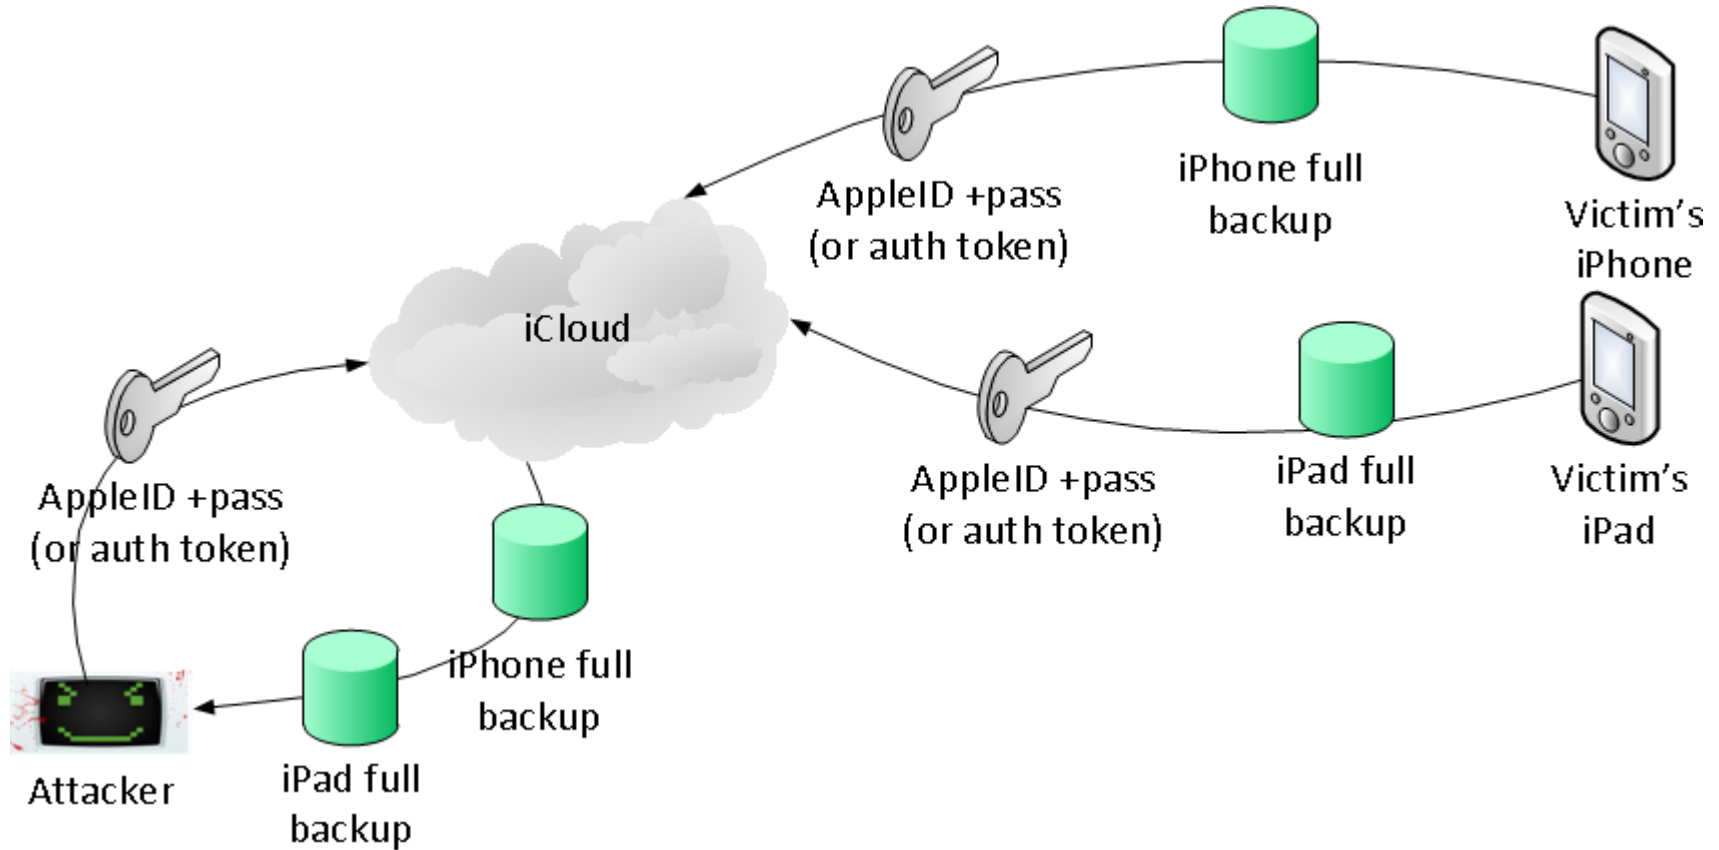 iPhone full
backup
Victim's
iPhone
AppleID +pass
(or auth token)
iCloud
AppleID +pass
(or auth token)
iPad full
backup
Victim's
iPad
AppleID +pass
(or auth token)
iPhone full
backup
iPad full
backup
Attacker